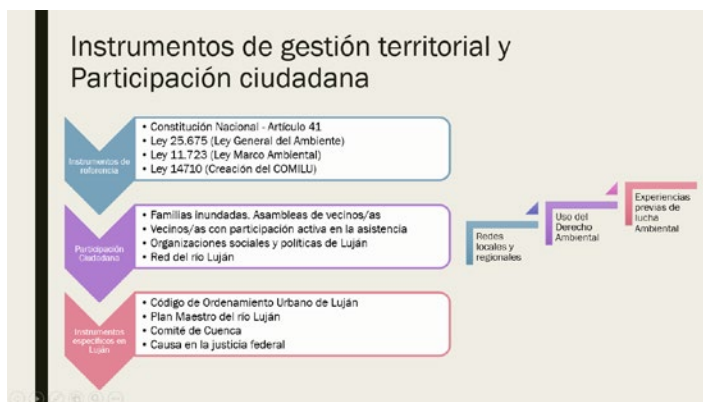 Instrumentos de gestión territorial y
Participación ciudadana
Instrumentos de
referencia
• Constitución Nacional - Artículo 41
• Ley 25.675 (Ley General del Ambiente)
• Ley 11.723 (Ley Marco Ambiental)
• Ley 14710 (Creación del COMILU)
Participación
Ciudadana
• Familias inundadas. Asambleas de vecinos/as
• Vecinos/as con participación activa en la asistencia
• Organizaciones sociales y políticas de Luján
• Red del río Luján
Instrumentos
específicos en
Luján
• Código de Ordenamiento Urbano de Luján
• Plan Maestro del río Luján
• Comité de Cuenca
• Causa en la justicia federal
Redes
locales y
regionales
Uso del
Derecho
Ambiental
Experiencias
previas de
lucha
Ambiental